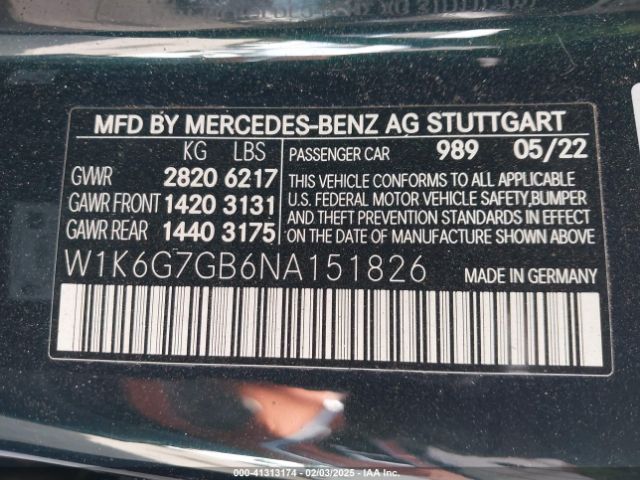 MFD BY MERCEDES-BENZ AG STUTTGART
KG LBS
GVWR 2820 6217
GAWR FRONT 1420 3131
GAWR REAR 1440 3175
PASSENGER CAR 989 05/22
THIS VEHICLE CONFORMS TO ALL APPLICABLE
U.S. FEDERAL MOTOR VEHICLE SAFETY,BUMPER
AND THEFT PREVENTION STANDARDS IN EFFECT
ON THE DATE OF MANUFACTURE SHOWN ABOVE.
W1K6G7GB6NA151826
MADE IN GERMANY
000-41313174 - 02/03/2025 - IAA Inc.